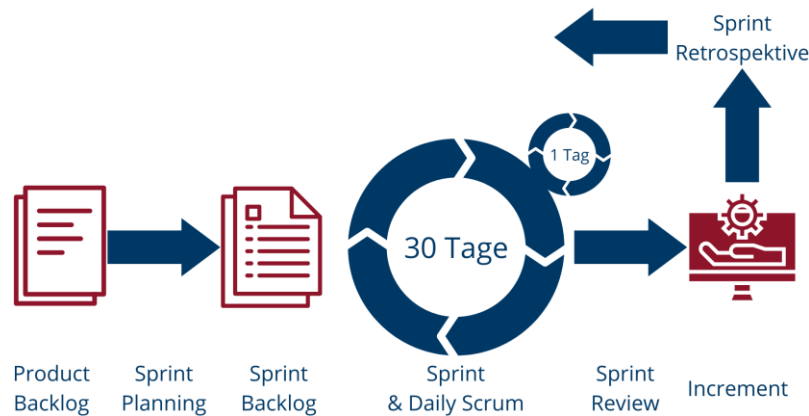 Sprint
Retrospektive
1 Tag
30 Tage
Product
Backlog
Sprint
Planning
Sprint
Backlog
Sprint
& Daily Scrum
Sprint
Review
Increment